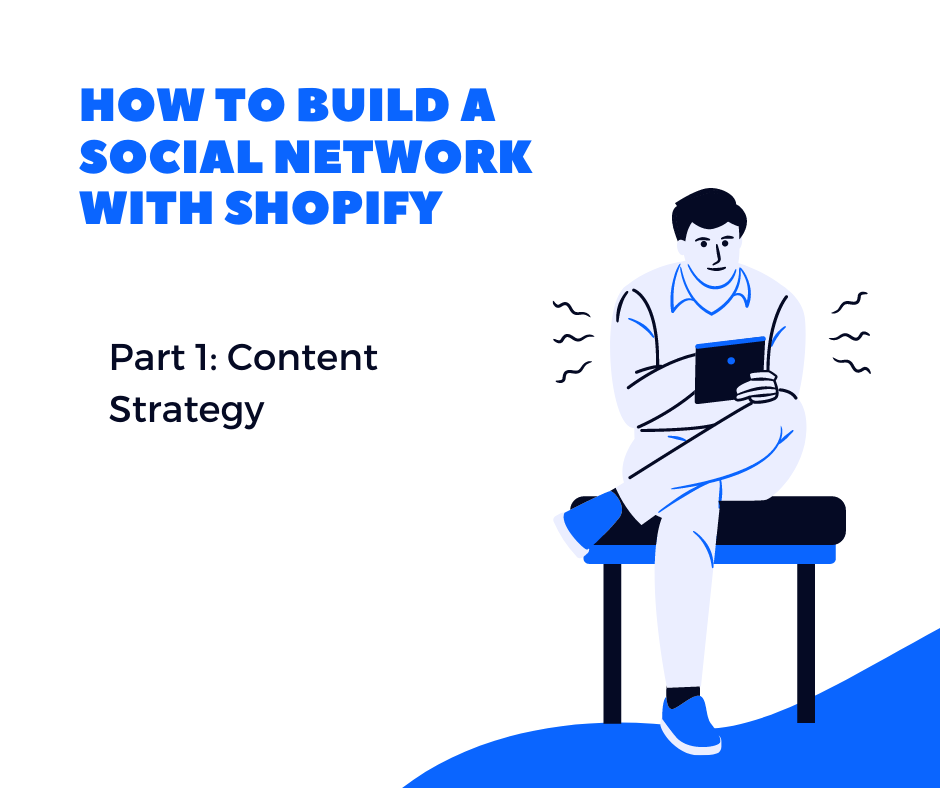 HOW TO BUILD A
SOCIAL NETWORK
WITH SHOPIFY
Part 1: Content
Strategy